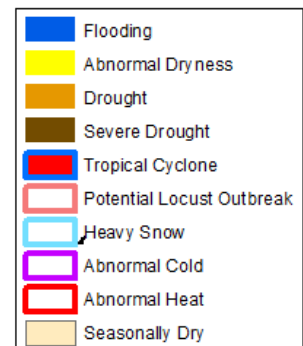 Flooding
Abnormal Dryness
Drought
Severe Drought
Tropical Cyclone
Potential Locust Outbreak
Heavy Snow
Abnormal Cold
Abnormal Heat
Seasonally Dry